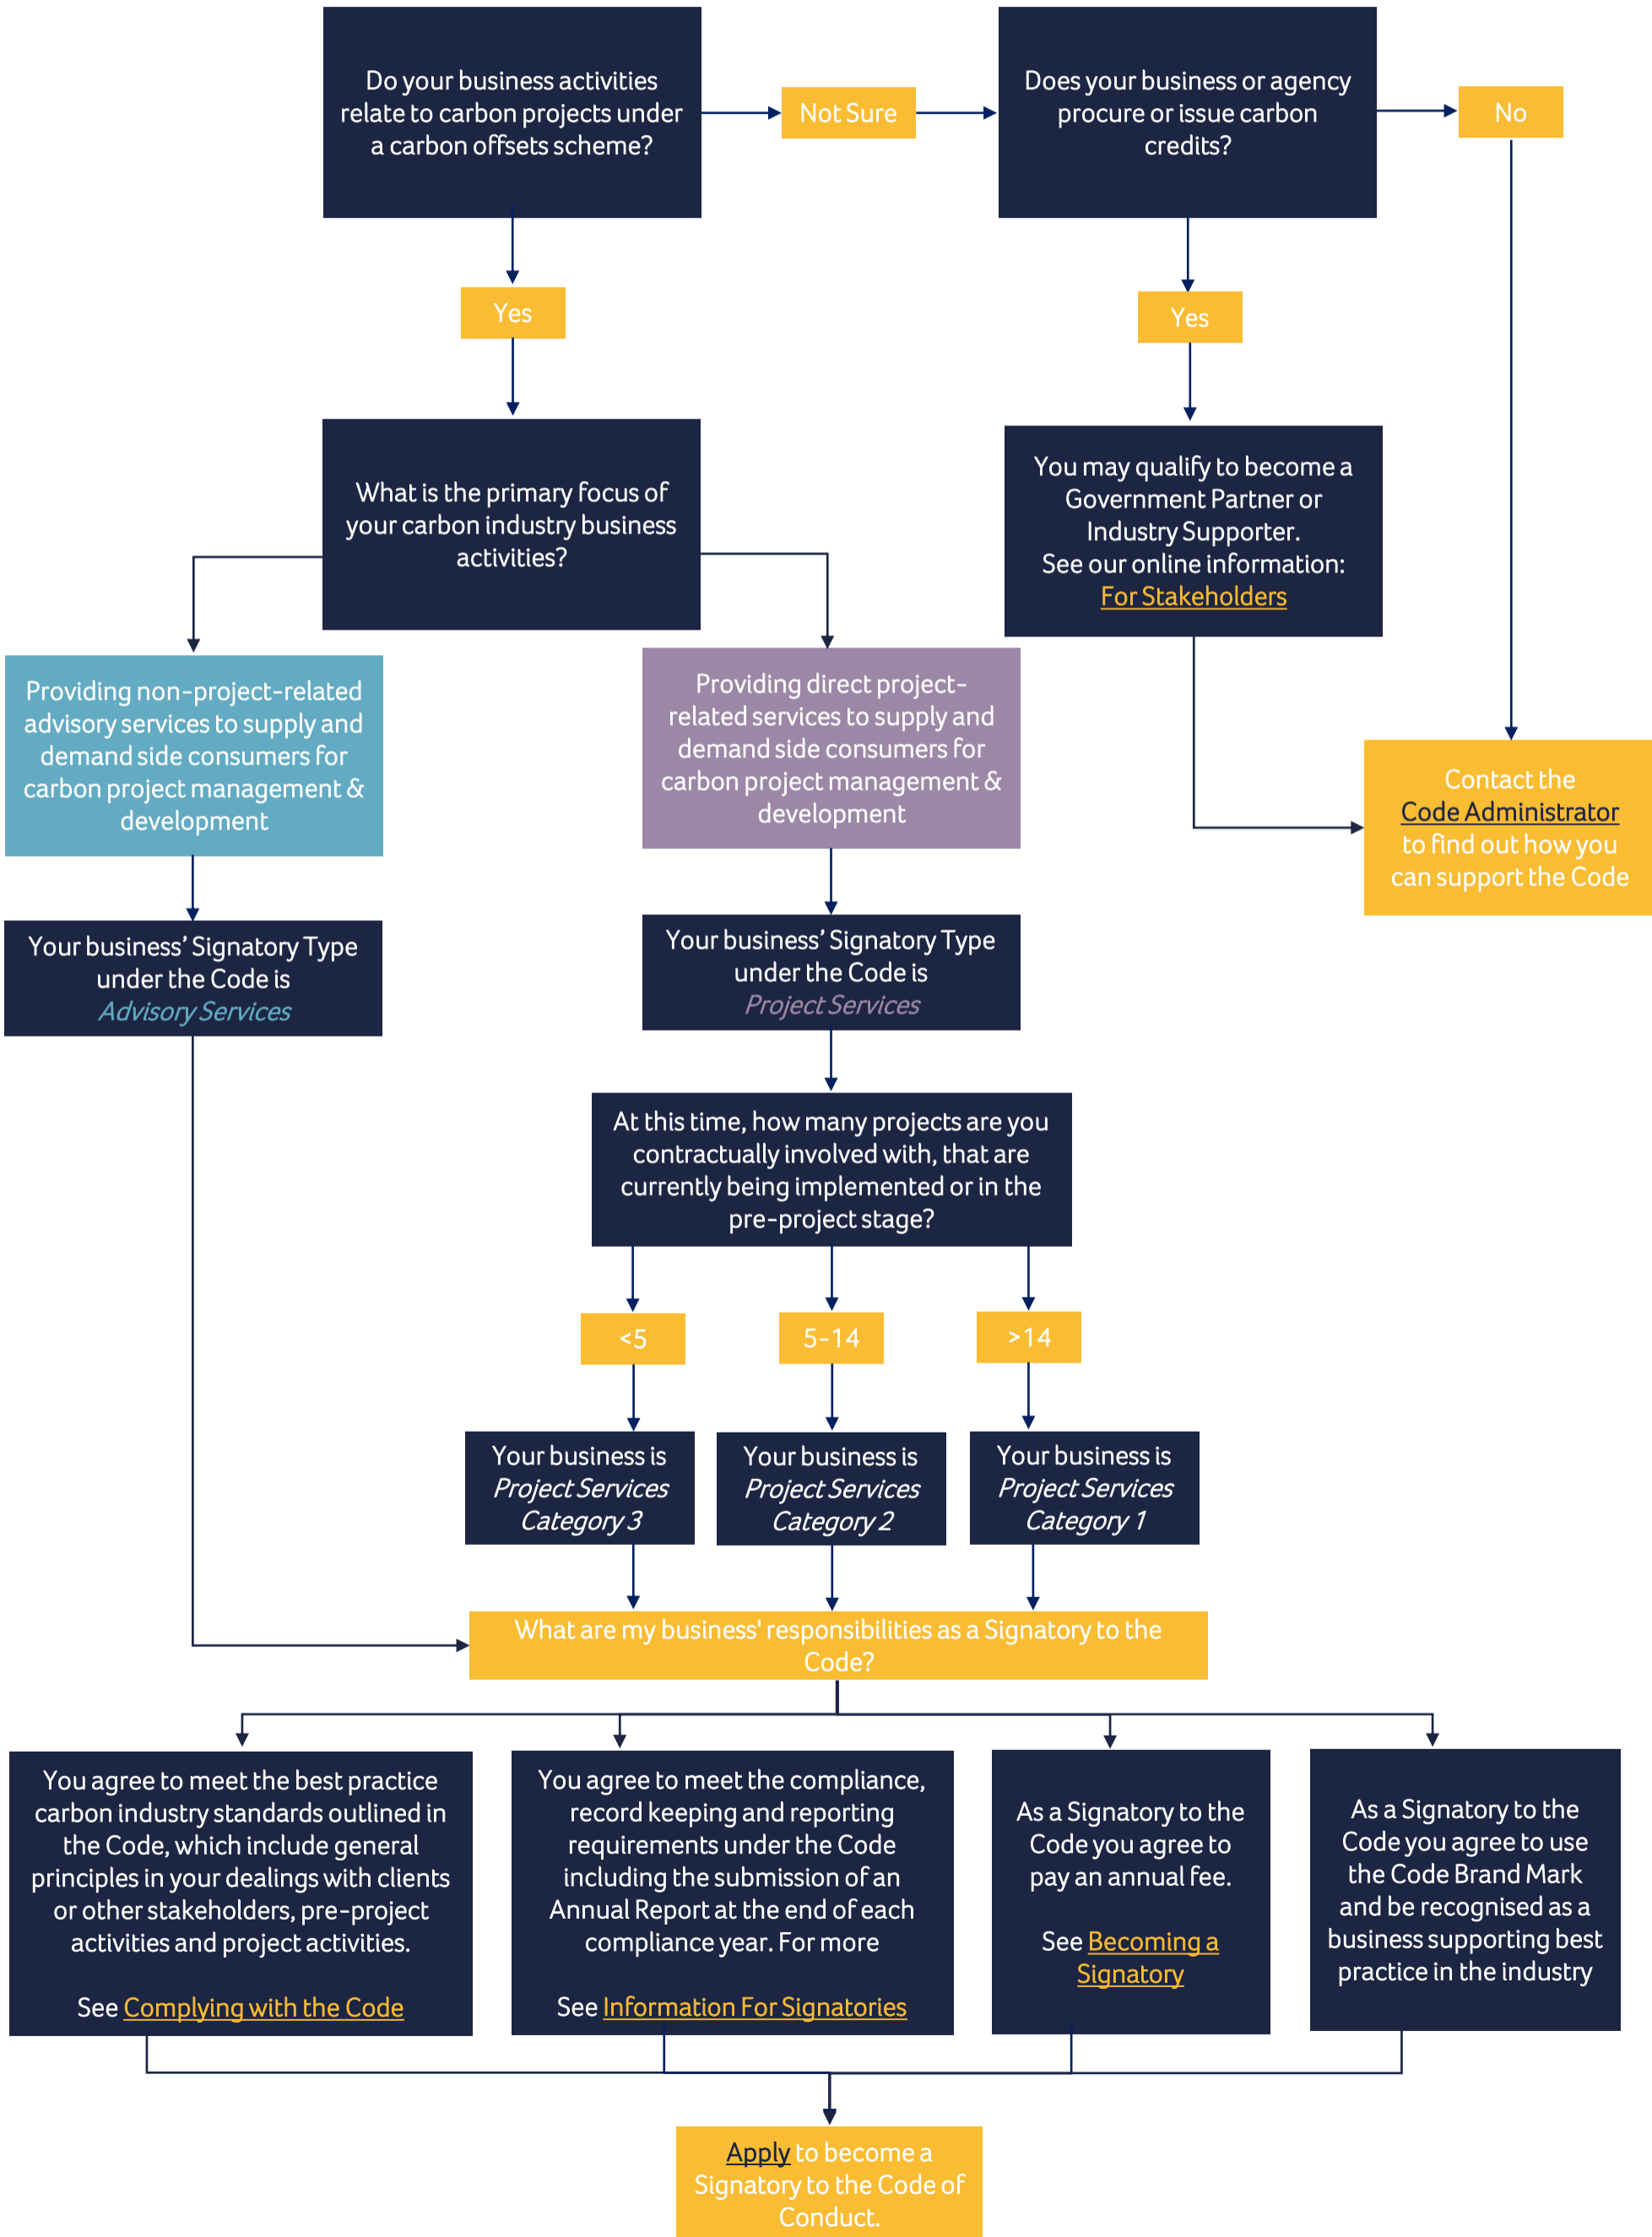 Do your business activities
relate to carbon projects under
a carbon offsets scheme?
Not Sure
Does your business or agency
procure or issue carbon
credits?
No
Yes
Yes
What is the primary focus of
your carbon industry business
activities?
You may qualify to become a
Government Partner or
Industry Supporter.
See our online information:
For Stakeholders
Providing non-project-related
advisory services to supply and
demand side consumers for
carbon project management &
development
Providing direct project-
related services to supply and
demand side consumers for
carbon project management &
development
Contact the
Code Administrator
to find out how you
can support the Code
Your business’ Signatory Type
under the Code is
Advisory Services
Your business’ Signatory Type
under the Code is
Project Services
At this time, how many projects are you
contractually involved with, that are
currently being implemented or in the
pre-project stage?
<5
5-14
>14
Your business is
Project Services
Category 3
Your business is
Project Services
Category 2
Your business is
Project Services
Category 1
What are my business' responsibilities as a Signatory to the
Code?
You agree to meet the best practice
carbon industry standards outlined in
the Code, which include general
principles in your dealings with clients
or other stakeholders, pre-project
activities and project activities.
See Complying with the Code
You agree to meet the compliance,
record keeping and reporting
requirements under the Code
including the submission of an
Annual Report at the end of each
compliance year. For more
See Information For Signatories
As a Signatory to the
Code you agree to
pay an annual fee.
See Becoming a
Signatory
As a Signatory to the
Code you agree to use
the Code Brand Mark
and be recognised as a
business supporting best
practice in the industry
Apply to become a
Signatory to the Code of
Conduct.